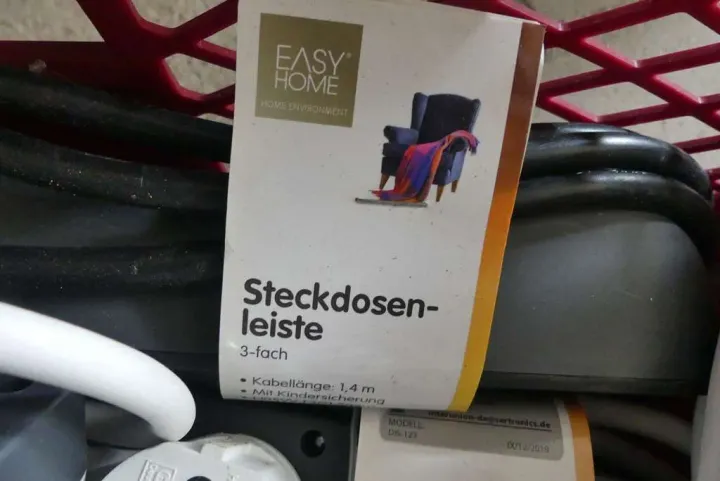 EASY®
HOME
HOME ENVIRONMENT
Steckdosen-
leiste
3-fach
• Kabellänge: 1,4 m
• Mit Kindersicherung
MODELL: